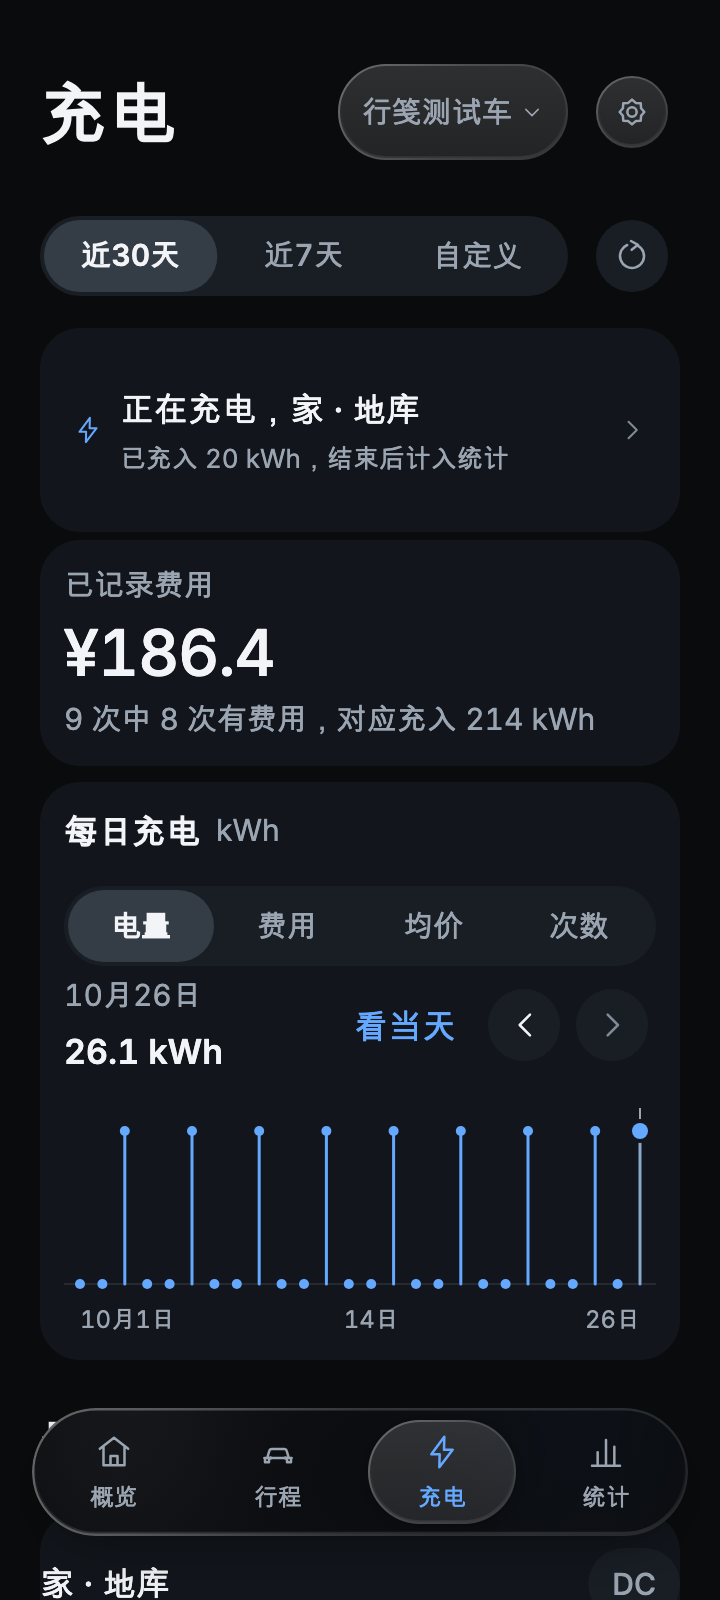 充电
行笺测试车
近30天 近7天 自定义
正在充电，家 · 地库
已充入 20 kWh，结束后计入统计
已记录费用
¥186.4
9 次中 8 次有费用，对应充入 214 kWh
每日充电 kWh
电量 费用 均价 次数
10月26日
26.1 kWh
看当天
10月1日 14日 26日
概览 行程 充电 统计
家 · 地库
DC